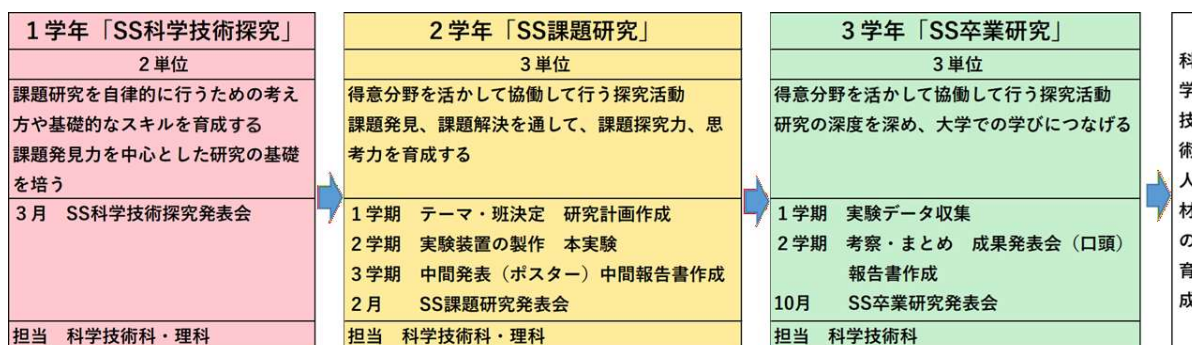 1学年「SS科学技術探究」
2単位
課題研究を自律的に行うための考え
方や基礎的なスキルを育成する
課題発見力を中心とした研究の基礎
を培う
3月 SS科学技術探究発表会
担当 科学技術科・理科
2学年「SS課題研究」
3単位
得意分野を活かして協働して行う探究活動
課題発見、課題解決を通して、課題探究力、思
考力を育成する
1学期 テーマ・班決定 研究計画作成
2学期 実験装置の製作 本実験
3学期 中間発表（ポスター）中間報告書作成
2月 SS課題研究発表会
担当 科学技術科・理科
3学年「SS卒業研究」
3単位
得意分野を活かして協働して行う探究活動
研究の深度を深め、大学での学びにつなげる
1学期 実験データ収集
2学期 考察・まとめ 成果発表会（口頭）
報告書作成
10月 SS卒業研究発表会
担当 科学技術科
科
学
技
術
人
材
の
育
成